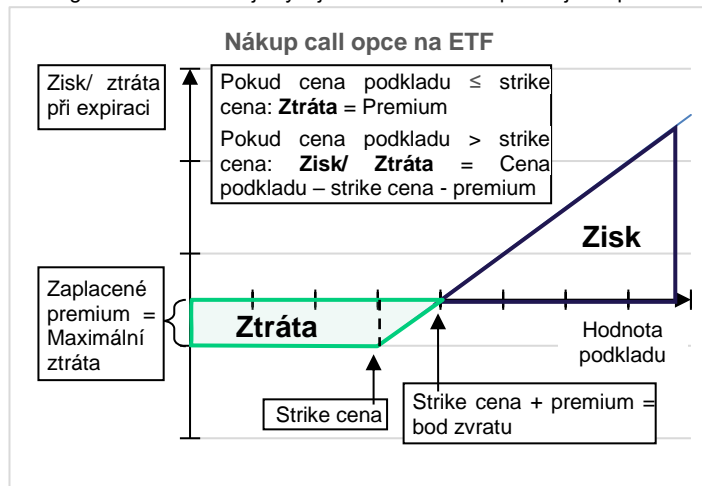 Nákup call opce na ETF
Zisk/ ztráta
při expiraci
Pokud cena podkladu ≤ strike
cena: Ztráta = Premium
Pokud cena podkladu > strike
cena: Zisk/ Ztráta = Cena
podkladu – strike cena - premium
Zisk
Zaplacené
premium =
Maximální
ztráta
Ztráta
Hodnota
podkladu
Strike cena
Strike cena + premium =
bod zvratu